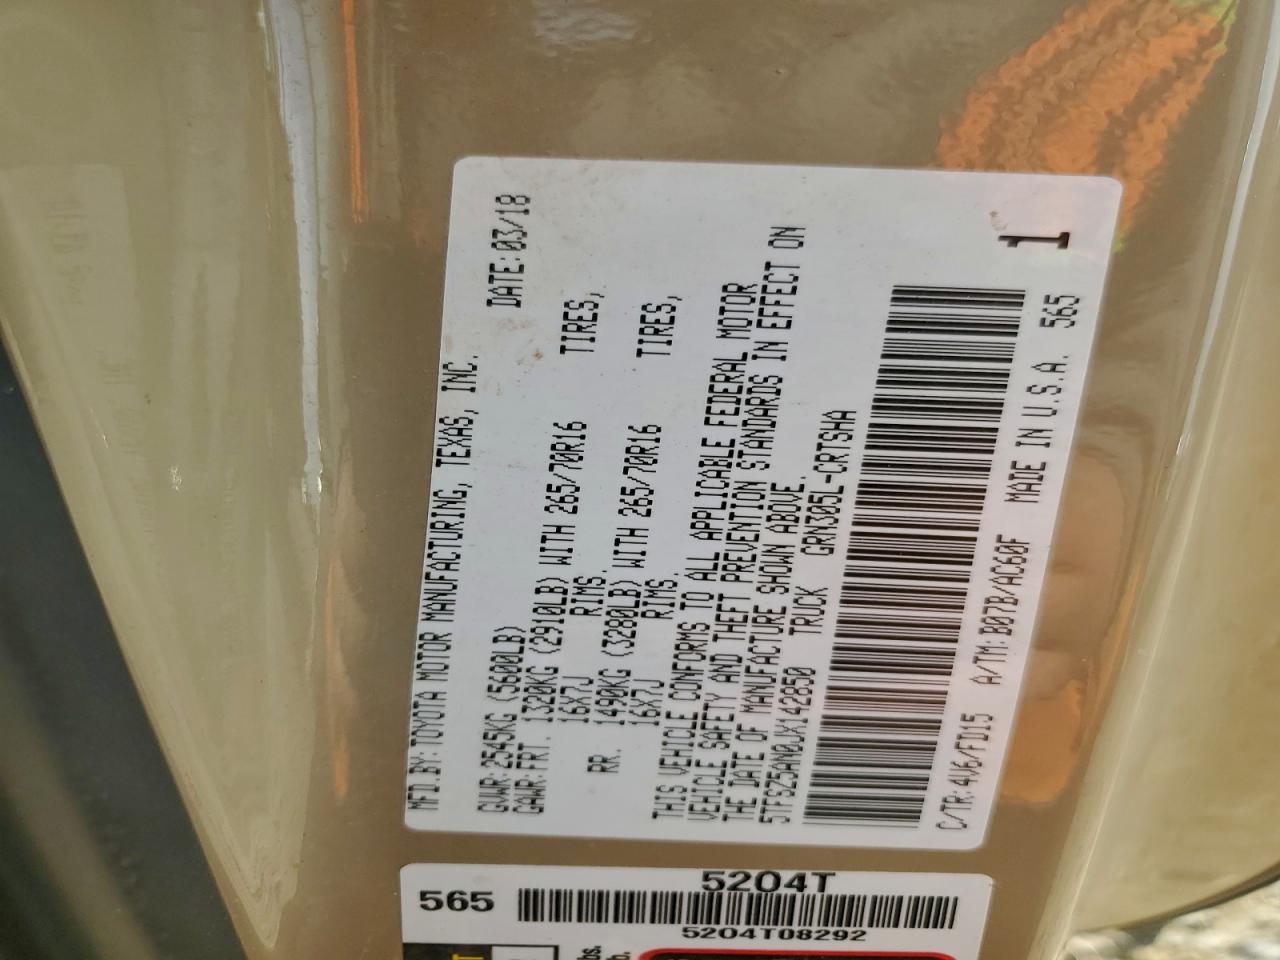 MFD.BY:TOYOTA MOTOR MANUFACTURING, TEXAS, INC.
DATE:03/18
GVWR:2545KG (5600LB)
GAWR:FRT. 1320KG (2910LB) WITH 265/70R16 TIRES,
16X7J RIMS.
RR. 1490KG (3280LB) WITH 265/70R16 TIRES,
16X7J RIMS.
THIS VEHICLE CONFORMS TO ALL APPLICABLE FEDERAL MOTOR
VEHICLE SAFETY AND THEFT PREVENTION STANDARDS IN EFFECT ON
THE DATE OF MANUFACTURE SHOWN ABOVE.
5TFSZ5AN0JX142850 TRUCK GRN305L-CRTSHA
1
C/TR:4V6/FD15 A/TM:B07B/AC60F MADE IN U.S.A. 565
565 5204T
5204T08292